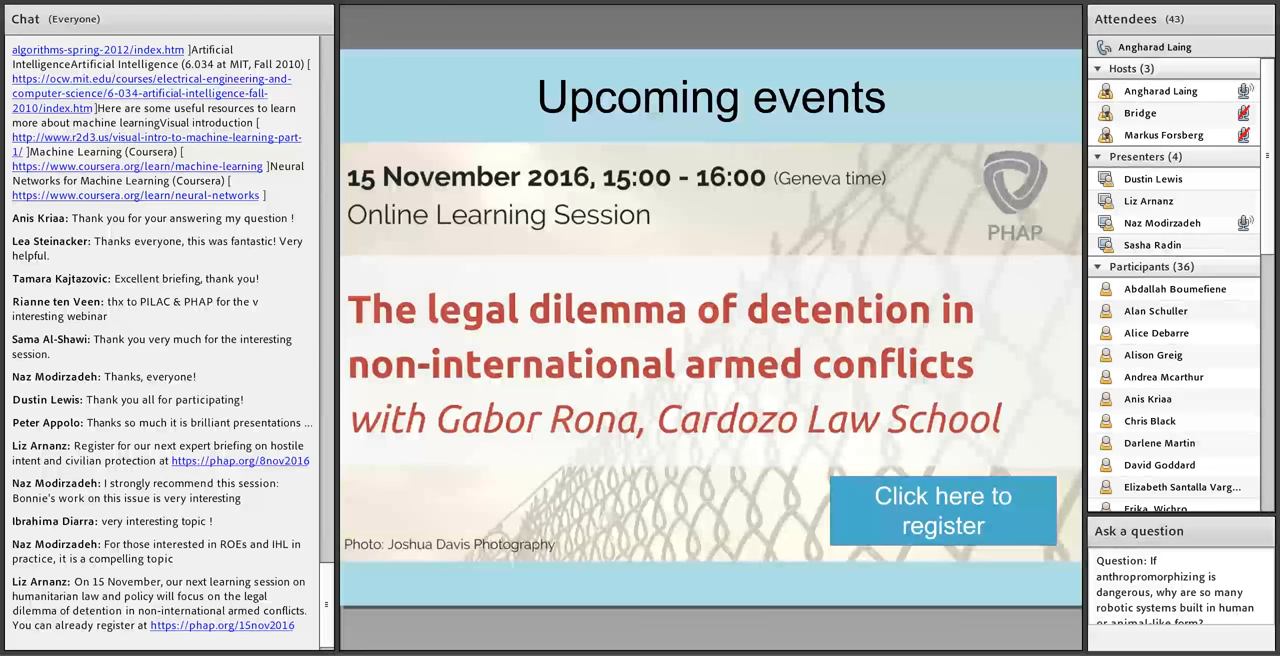 Chat (Everyone)
algorithms-spring-2012/index.htm ]Artificial
IntelligenceArtificial Intelligence (6.034 at MIT, Fall 2010) [
https://ocw.mit.edu/courses/electrical-engineering-and-
computer-science/6-034-artificial-intelligence-fall-
2010/index.htm]Here are some useful resources to learn
more about machine learningVisual introduction [
http://www.r2d3.us/visual-intro-to-machine-learning-part-
1/ ]Machine Learning (Coursera) [
https://www.coursera.org/learn/machine-learning ]Neural
Networks for Machine Learning (Coursera) [
https://www.coursera.org/learn/neural-networks ]
Anis Kriaa: Thank you for your answering my question !
Lea Steinacker: Thanks everyone, this was fantastic! Very
helpful.
Tamara Kajtazovic: Excellent briefing, thank you!
Rianne ten Veen: thx to PILAC & PHAP for the v
interesting webinar
Sama Al-Shawi: Thank you very much for the interesting
session.
Naz Modirzadeh: Thanks, everyone!
Dustin Lewis: Thank you all for participating!
Peter Appolo: Thanks so much it is brilliant presentations ...
Liz Arnanz: Register for our next expert briefing on hostile
intent and civilian protection at https://phap.org/8nov2016
Naz Modirzadeh: I strongly recommend this session:
Bonnie's work on this issue is very interesting
Ibrahima Diarra: very interesting topic !
Naz Modirzadeh: For those interested in ROEs and IHL in
practice, it is a compelling topic
Liz Arnanz: On 15 November, our next learning session on
humanitarian law and policy will focus on the legal
dilemma of detention in non-international armed conflicts.
You can already register at https://phap.org/15nov2016
Upcoming events
15 November 2016, 15:00 - 16:00 (Geneva time)
Online Learning Session
PHAP
The legal dilemma of detention in
non-international armed conflicts
with Gabor Rona, Cardozo Law School
Click here to
register
Photo: Joshua Davis Photography
Attendees (43)
Angharad Laing
Hosts (3)
Angharad Laing
Bridge
Markus Forsberg
Presenters (4)
Dustin Lewis
Liz Arnanz
Naz Modirzadeh
Sasha Radin
Participants (36)
Abdallah Boumefiene
Alan Schuller
Alice Debarre
Alison Greig
Andrea Mcarthur
Anis Kriaa
Chris Black
Darlene Martin
David Goddard
Elizabeth Santalla Varg...
Erika, Wichro
Ask a question
Question: If
anthropromorphizing is
dangerous, why are so many
robotic systems built in human
or animal-like form?